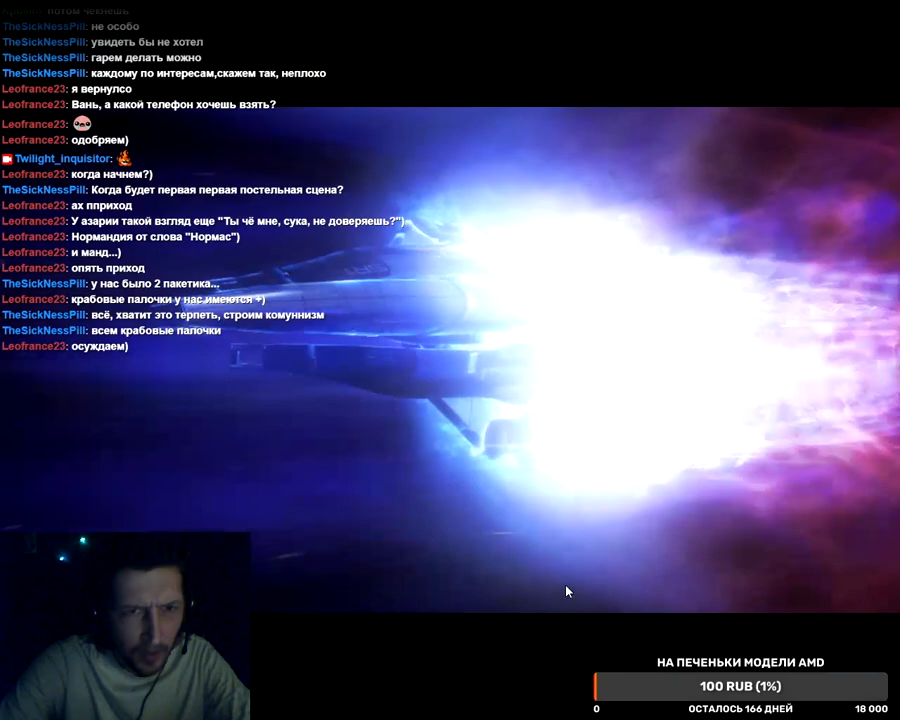 потом чекнешь
TheSickNessPill: не особо
TheSickNessPill: увидеть бы не хотел
TheSickNessPill: гарем делать можно
TheSickNessPill: каждому по интересам,скажем так, неплохо
Leofrance23: я вернулсо
Leofrance23: Вань, а какой телефон хочешь взять?
Leofrance23:
Leofrance23: одобряем)
Twilight_inquisitor:
Leofrance23: когда начнем?)
TheSickNessPill: Когда будет первая первая постельная сцена?
Leofrance23: ах пприход
Leofrance23: У азарии такой взгляд еще "Ты чё мне, сука, не доверяешь?")
Leofrance23: Нормандия от слова "Нормас")
Leofrance23: и манд...)
Leofrance23: опять приход
TheSickNessPill: у нас было 2 пакетика...
Leofrance23: крабовые палочки у нас имеются +)
TheSickNessPill: всё, хватит это терпеть, строим комуннизм
TheSickNessPill: всем крабовые палочки
Leofrance23: осуждаем)
НА ПЕЧЕНЬКИ МОДЕЛИ AMD
100 RUB (1%)
0 ОСТАЛОСЬ 166 ДНЕЙ 18 000